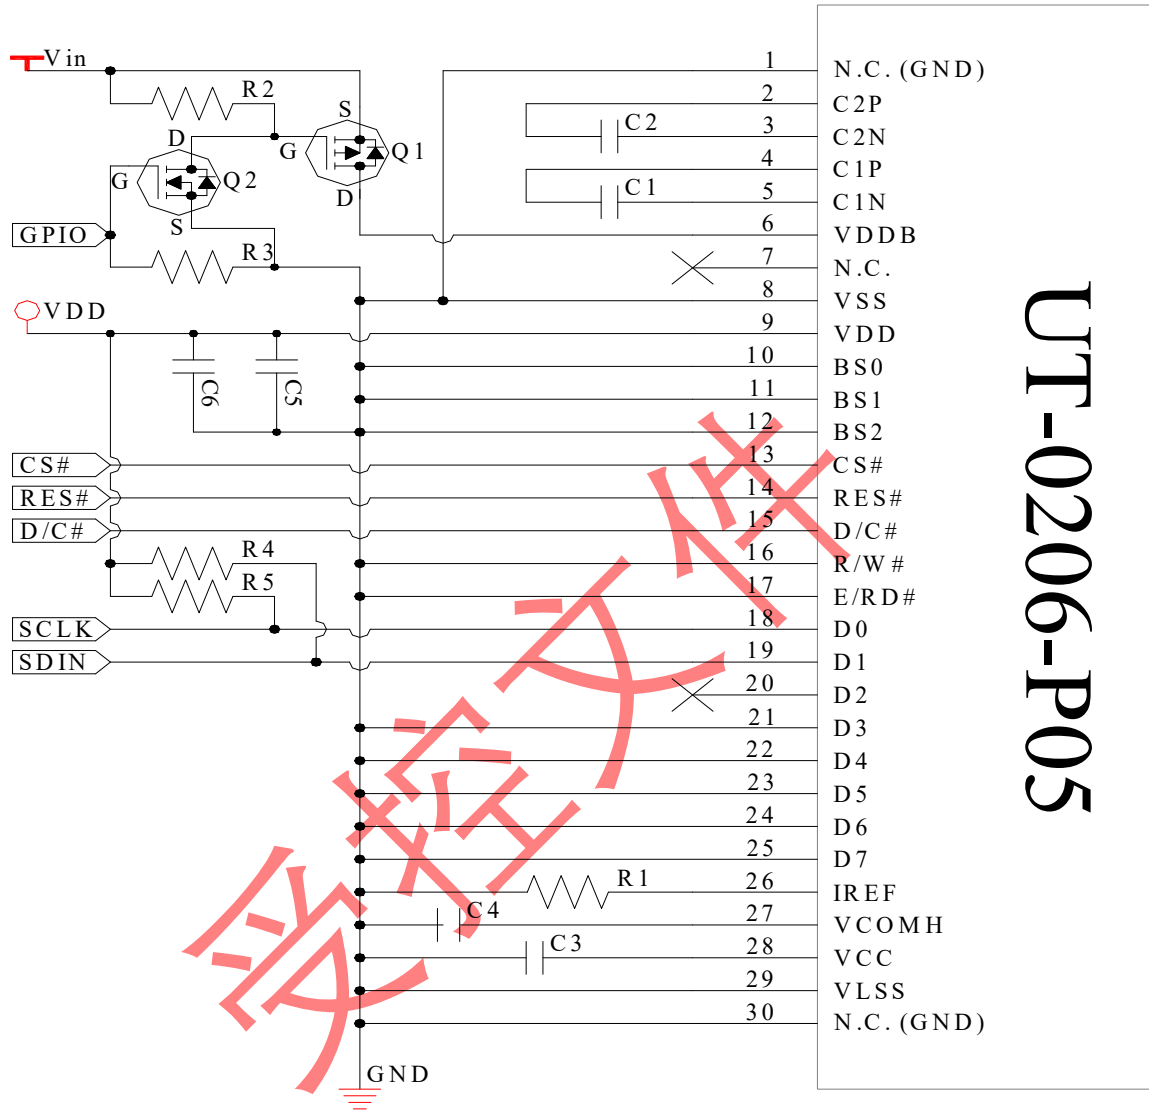 Vin
R2
S
G
Q1
D
D
G
Q2
S
GPIO
R3
VDD
C6
C5
CS#
RES#
D/C#
R4
R5
SCLK
SDIN
C2
C1
R1
C4
C3
GND
1 N.C. (GND)
2 C2P
3 C2N
4 C1P
5 C1N
6 VDDB
7 N.C.
8 VSS
9 VDD
10 BS0
11 BS1
12 BS2
13 CS#
14 RES#
15 D/C#
16 R/W#
17 E/RD#
18 D0
19 D1
20 D2
21 D3
22 D4
23 D5
24 D6
25 D7
26 IREF
27 VCOMH
28 VCC
29 VLSS
30 N.C. (GND)
UT-0206-P05
受控文件